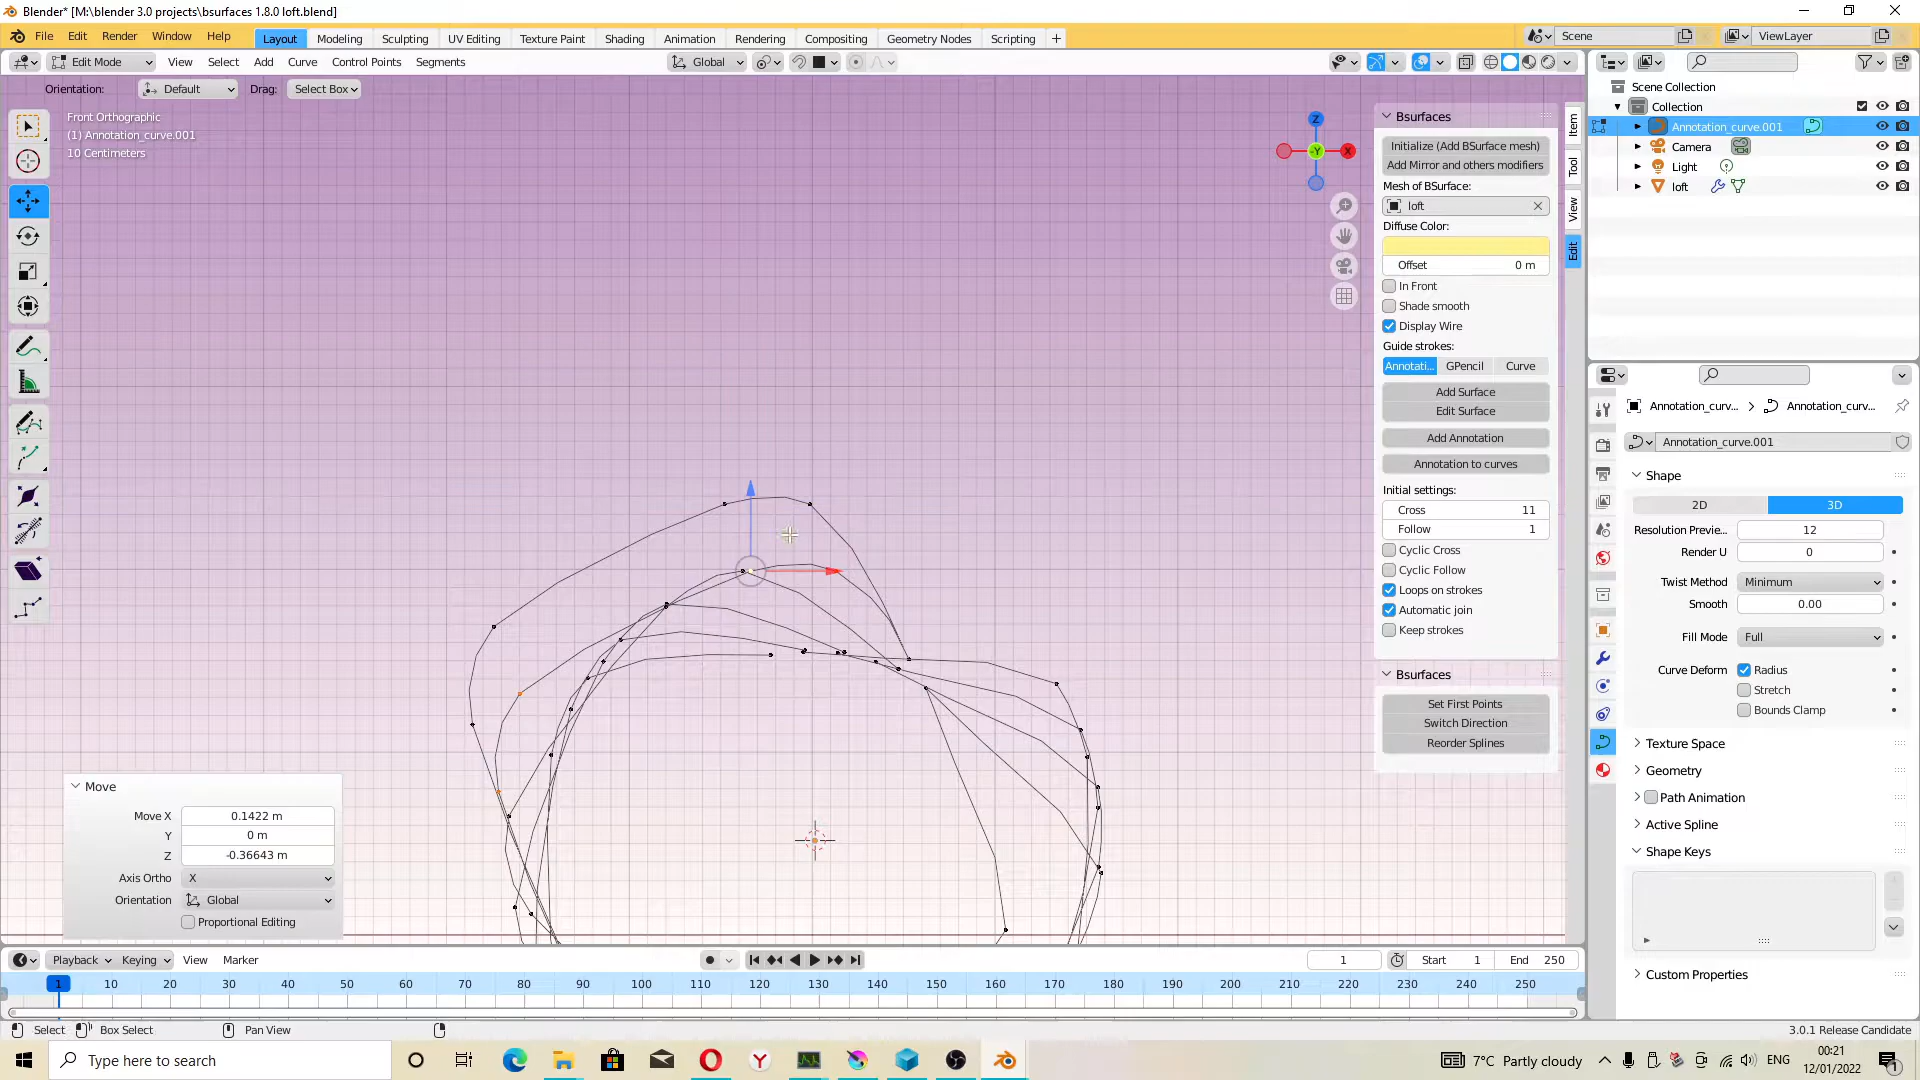 Blender* [M:\blender 3.0 projects\bsurfaces 1.8.0 loft.blend]
File Edit Render Window Help Layout Modeling Sculpting UV Editing Texture Paint Shading Animation Rendering Compositing Geometry Nodes Scripting + Scene ViewLayer
Edit Mode View Select Add Curve Control Points Segments Global
Orientation: Default Drag: Select Box
Front Orthographic
(1) Annotation_curve.001
10 Centimeters
Z
-Y
X
Item
Tool
View
Edit
Bsurfaces
Initialize (Add BSurface mesh)
Add Mirror and others modifiers
Mesh of BSurface:
loft
Diffuse Color:
Offset 0 m
In Front
Shade smooth
Display Wire
Guide strokes:
Annotati... GPencil Curve
Add Surface
Edit Surface
Add Annotation
Annotation to curves
Initial settings:
Cross 11
Follow 1
Cyclic Cross
Cyclic Follow
Loops on strokes
Automatic join
Keep strokes
Bsurfaces
Set First Points
Switch Direction
Reorder Splines
Scene Collection
Collection
Annotation_curve.001
Camera
Light
loft
Annotation_curv... > Annotation_curv...
Annotation_curve.001
Shape
2D 3D
Resolution Previe... 12
Render U 0
Twist Method Minimum
Smooth 0.00
Fill Mode Full
Curve Deform Radius
Stretch
Bounds Clamp
Texture Space
Geometry
Path Animation
Active Spline
Shape Keys
Custom Properties
Move
Move X 0.1422 m
Y 0 m
Z -0.36643 m
Axis Ortho X
Orientation Global
Proportional Editing
Playback Keying View Marker 1 Start 1 End 250
1 10 20 30 40 50 60 70 80 90 100 110 120 130 140 150 160 170 180 190 200 210 220 230 240 250
Select Box Select Pan View 3.0.1 Release Candidate
Type here to search
7°C Partly cloudy ENG
00:21
12/01/2022
1